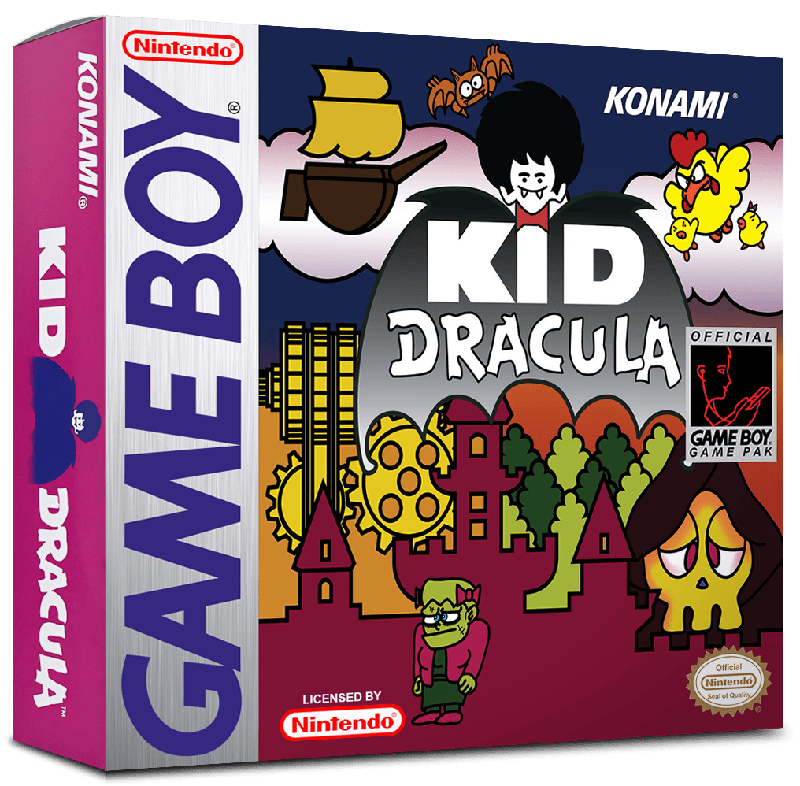 KONAMI®
KID
DRACULA™
Nintendo®
GAME BOY®
KONAMI®
KID
DRACULA
OFFICIAL
GAME BOY
GAME PAK
LICENSED BY
Nintendo®
Official
Nintendo
Seal of Quality